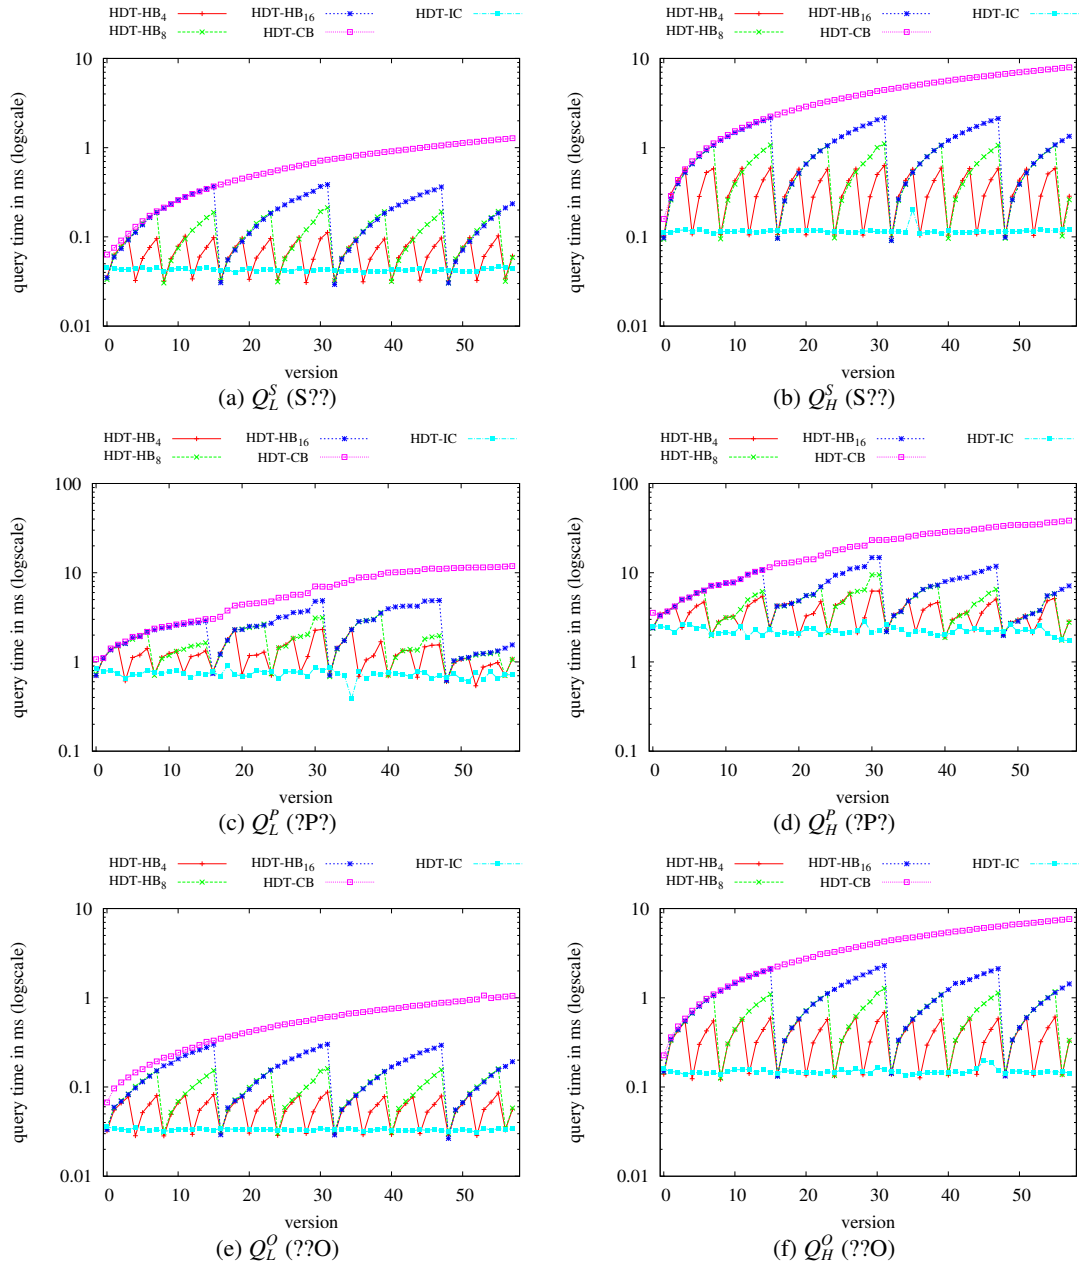 HDT-HB4 HDT-HB16 HDT-IC
HDT-HB8 HDT-CB
10
1
0.1
0.01
query time in ms (logscale)
0 10 20 30 40 50
version
(a) Q_L^S (S??)
HDT-HB4 HDT-HB16 HDT-IC
HDT-HB8 HDT-CB
10
1
0.1
0.01
query time in ms (logscale)
0 10 20 30 40 50
version
(b) Q_H^S (S??)
HDT-HB4 HDT-HB16 HDT-IC
HDT-HB8 HDT-CB
100
10
1
0.1
query time in ms (logscale)
0 10 20 30 40 50
version
(c) Q_L^P (?P?)
HDT-HB4 HDT-HB16 HDT-IC
HDT-HB8 HDT-CB
100
10
1
0.1
query time in ms (logscale)
0 10 20 30 40 50
version
(d) Q_H^P (?P?)
HDT-HB4 HDT-HB16 HDT-IC
HDT-HB8 HDT-CB
10
1
0.1
0.01
query time in ms (logscale)
0 10 20 30 40 50
version
(e) Q_L^O (??O)
HDT-HB4 HDT-HB16 HDT-IC
HDT-HB8 HDT-CB
10
1
0.1
0.01
query time in ms (logscale)
0 10 20 30 40 50
version
(f) Q_H^O (??O)